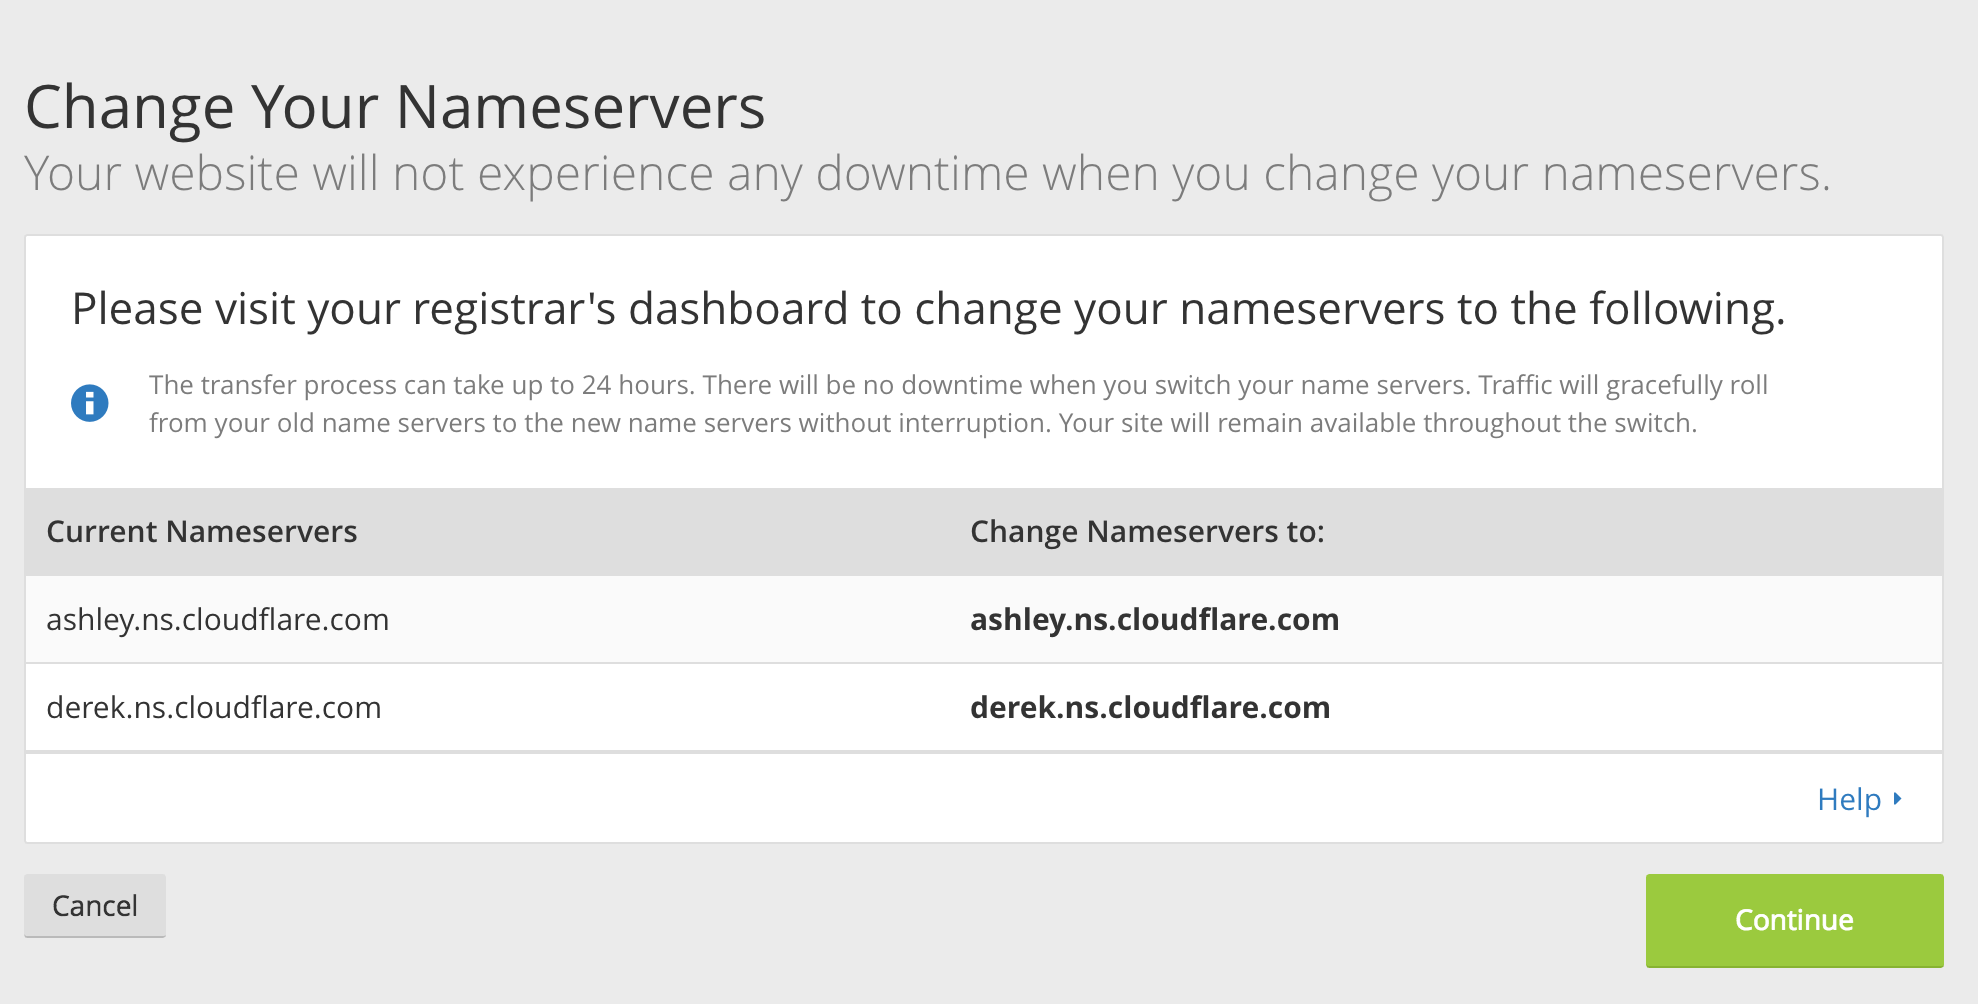 Change Your Nameservers
Your website will not experience any downtime when you change your nameservers.
Please visit your registrar's dashboard to change your nameservers to the following.
The transfer process can take up to 24 hours. There will be no downtime when you switch your name servers. Traffic will gracefully roll
from your old name servers to the new name servers without interruption. Your site will remain available throughout the switch.
Current Nameservers Change Nameservers to:
ashley.ns.cloudflare.com ashley.ns.cloudflare.com
derek.ns.cloudflare.com derek.ns.cloudflare.com
Help
Cancel Continue